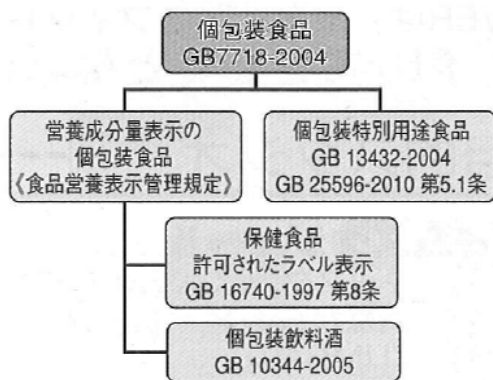 個包装食品
GB7718-2004
営養成分量表示の
個包装食品
《食品営養表示管理規定》
個包装特別用途食品
GB 13432-2004
GB 25596-2010 第5.1条
保健食品
許可されたラベル表示
GB 16740-1997 第8条
個包装飲料酒
GB 10344-2005